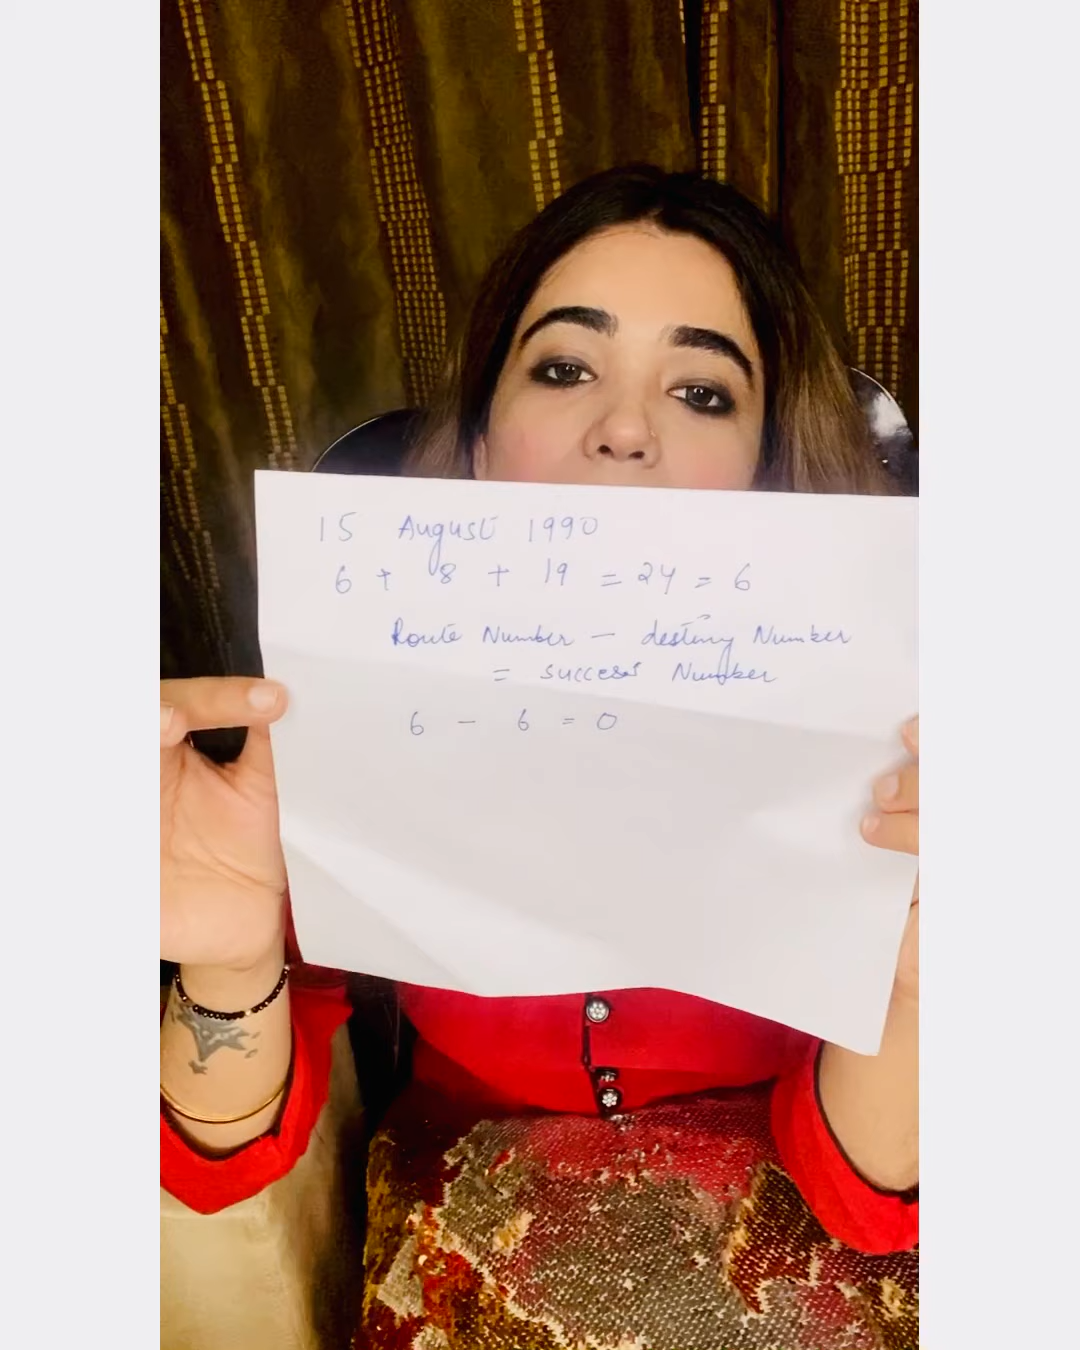 15 August 1990
6 + 8 + 19 = 24 = 6
Route Number — destiny Number
= success Number
6 — 6 = 0